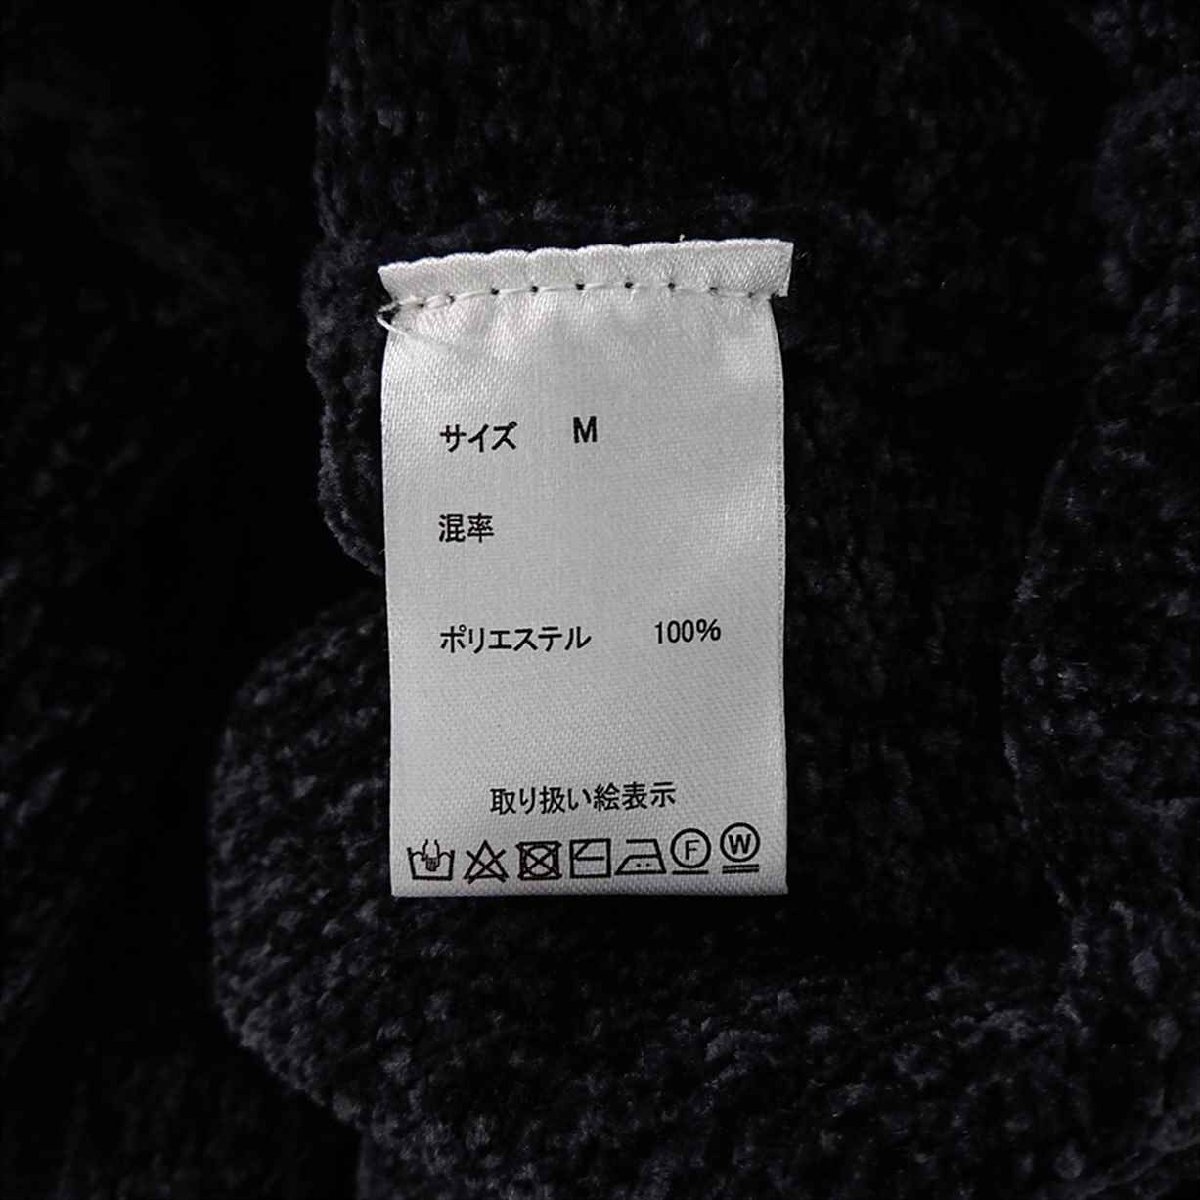 サイズ M
混率
ポリエステル 100%
取り扱い絵表示
F W